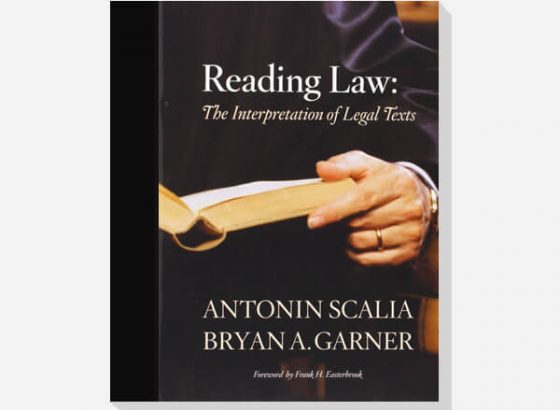 Reading Law:
The Interpretation of Legal Texts
ANTONIN SCALIA
BRYAN A. GARNER
Foreword by Frank H. Easterbrook